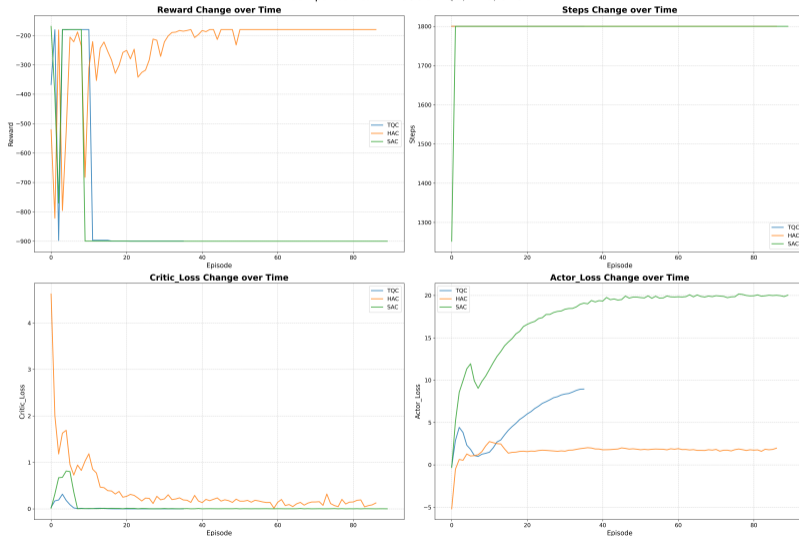 Reward Change over Time
−200
−300
−400
−500
−600
−700
−800
−900
Reward
TQC
HAC
SAC
0
20
40
60
80
Episode
Steps Change over Time
1800
1700
1600
1500
1400
1300
Steps
TQC
HAC
SAC
0
20
40
60
80
Episode
Critic_Loss Change over Time
4
3
2
1
0
Critic_Loss
TQC
HAC
SAC
0
20
40
60
80
Episode
Actor_Loss Change over Time
20
15
10
5
0
−5
Actor_Loss
TQC
HAC
SAC
0
20
40
60
80
Episode